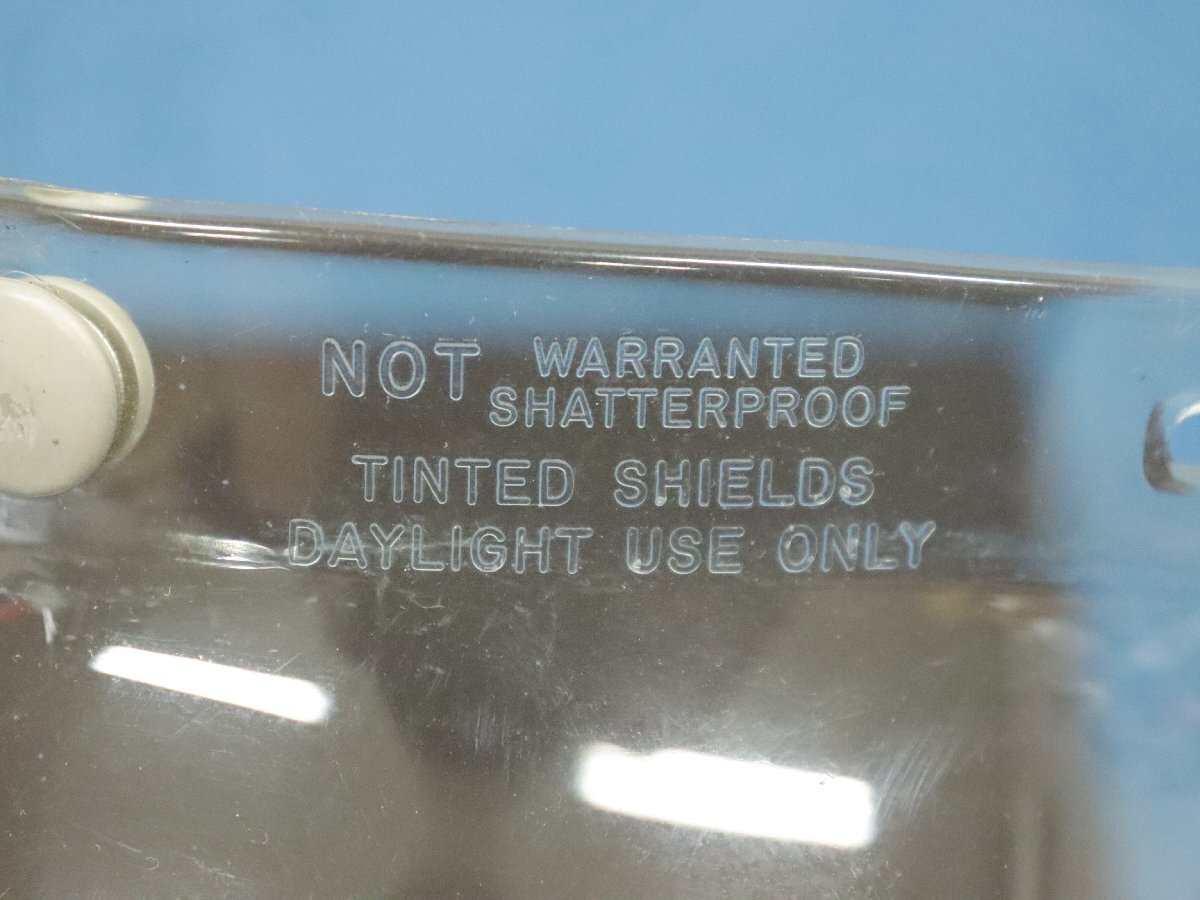 NOT WARRANTED
SHATTERPROOF
TINTED SHIELDS
DAYLIGHT USE ONLY